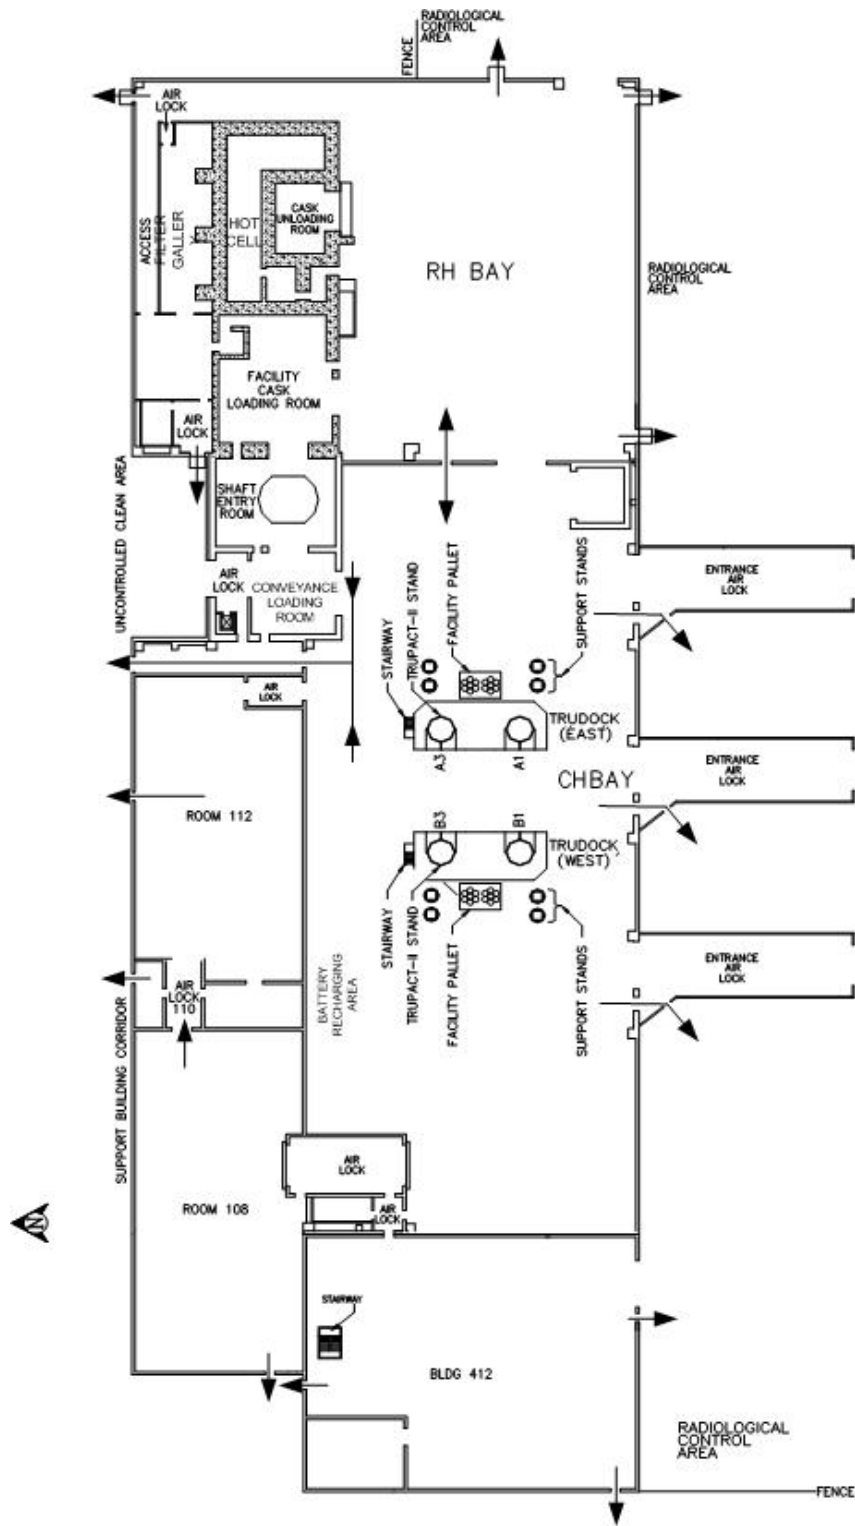 RADIOLOGICAL
CONTROL
AREA
FENCE
AIR
LOCK
ACCESS
FILTER
GALLER
Y
HOT
CELL
CASK
UNLOADING
ROOM
RH BAY
RADIOLOGICAL
CONTROL
AREA
FACILITY
CASK
LOADING ROOM
AIR
LOCK
UNCONTROLLED CLEAN AREA
SHAFT
ENTRY
ROOM
AIR
LOCK
CONVEYANCE
LOADING
ROOM
STAIRWAY
TRUPACT-II STAND
FACILITY PALLET
SUPPORT STANDS
ENTRANCE
AIR
LOCK
AIR
LOCK
TRUDOCK
(EAST)
A3
A1
CHBAY
ENTRANCE
AIR
LOCK
ROOM 112
B3
B1
TRUDOCK
(WEST)
STAIRWAY
TRUPACT-II STAND
FACILITY PALLET
SUPPORT STANDS
ENTRANCE
AIR
LOCK
AIR
LOCK
110
BATTERY
RECHARGING
AREA
SUPPORT BUILDING CORRIDOR
AIR
LOCK
ROOM 108
AIR
LOCK
N
STAIRWAY
BLDG 412
RADIOLOGICAL
CONTROL
AREA
FENCE